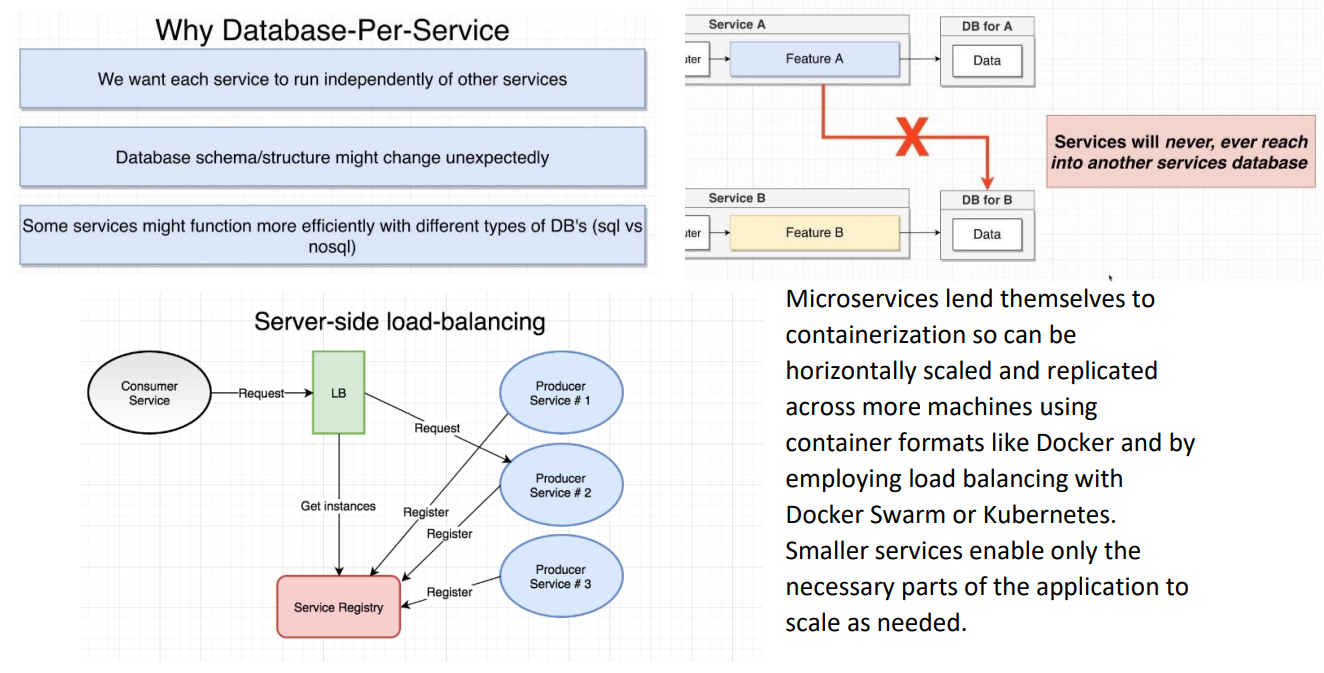 Why Database-Per-Service
We want each service to run independently of other services
Database schema/structure might change unexpectedly
Some services might function more efficiently with different types of DB's (sql vs
nosql)
Service A
Feature A
DB for A
Data
Services will never, ever reach
into another services database
X
Service B
Feature B
DB for B
Data
Server-side load-balancing
Consumer
Service
Request
LB
Request
Get instances
Producer
Service # 1
Producer
Service # 2
Producer
Service # 3
Register
Register
Register
Service Registry
Microservices lend themselves to
containerization so can be
horizontally scaled and replicated
across more machines using
container formats like Docker and by
employing load balancing with
Docker Swarm or Kubernetes.
Smaller services enable only the
necessary parts of the application to
scale as needed.